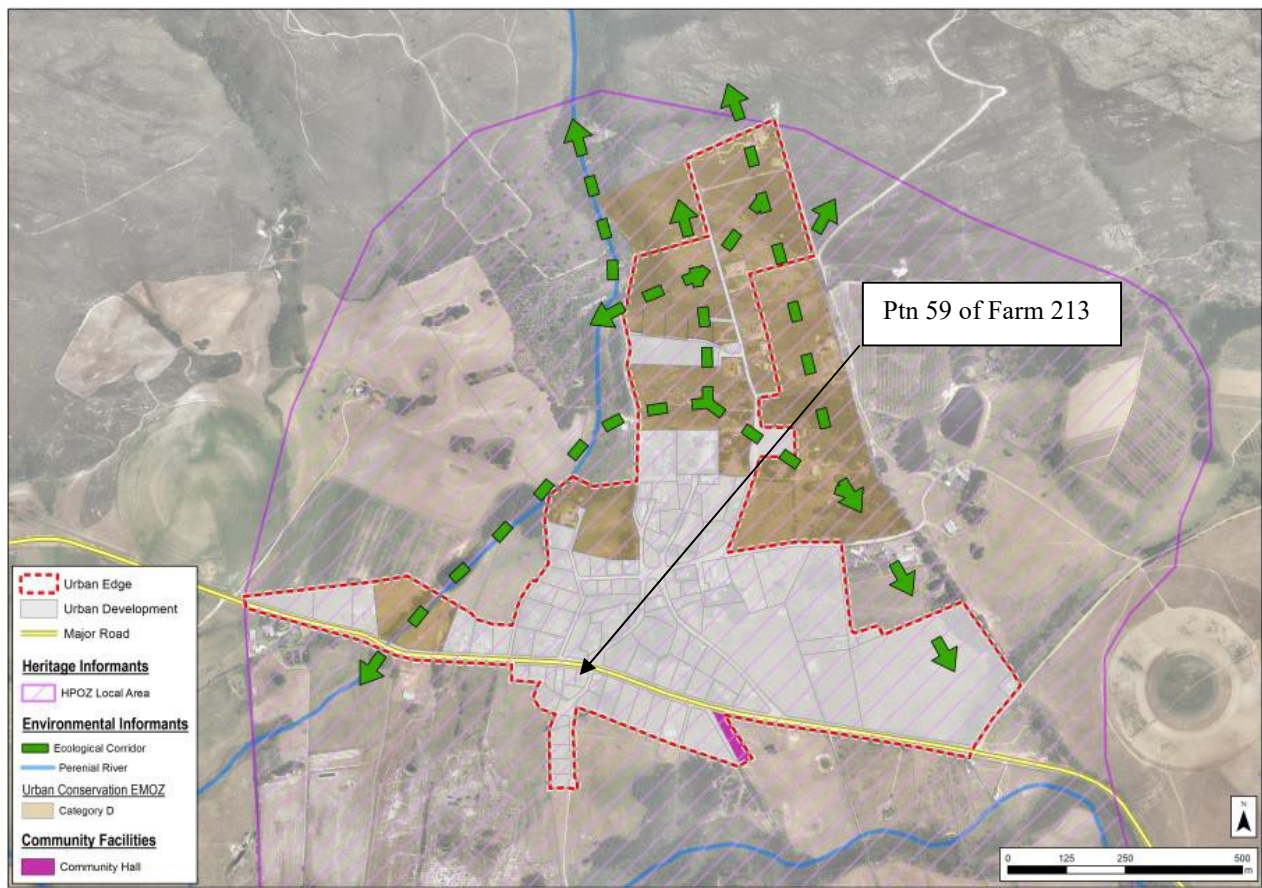 Ptn 59 of Farm 213
Urban Edge
Urban Development
Major Road
Heritage Informants
HPOZ Local Area
Environmental Informants
Ecological Corridor
Perenial River
Urban Conservation EMOZ
Category D
Community Facilities
Community Hall
N
0 125 250 500
m